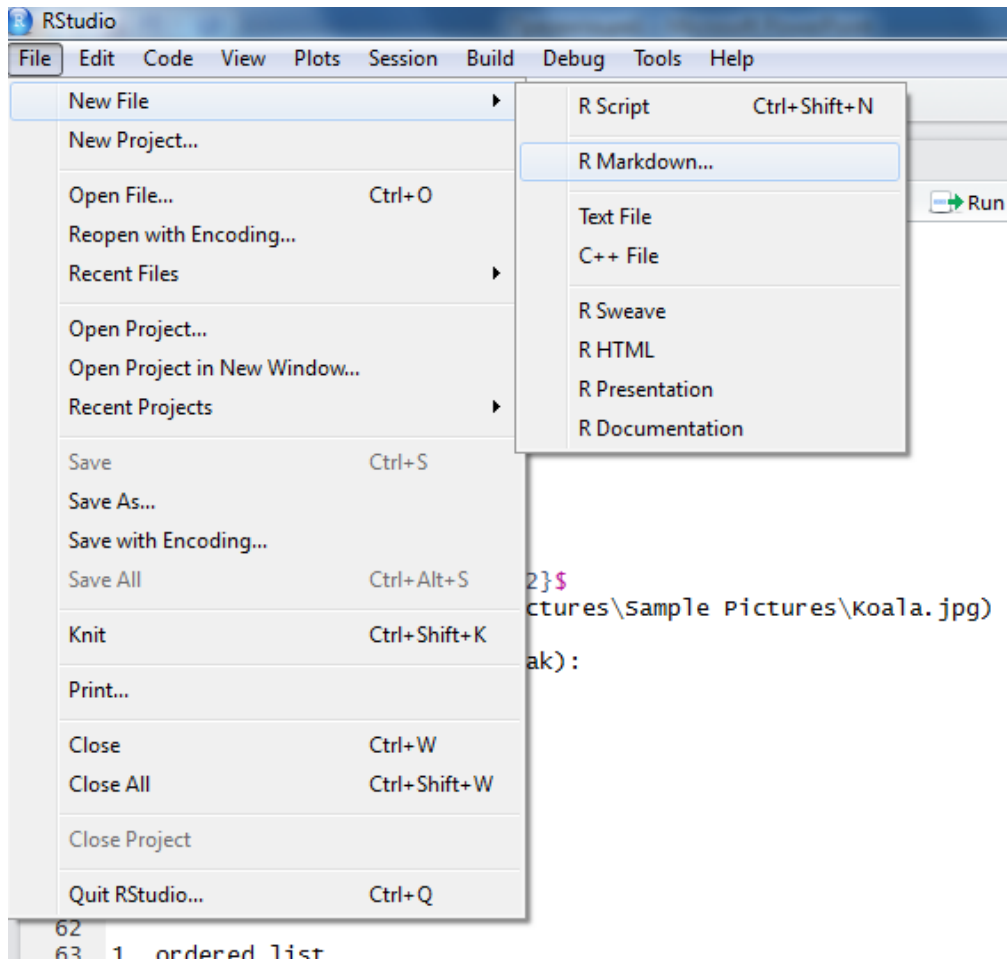 RStudio
File Edit Code View Plots Session Build Debug Tools Help
New File
New Project...
Open File... Ctrl+O
Reopen with Encoding...
Recent Files
Open Project...
Open Project in New Window...
Recent Projects
Save Ctrl+S
Save As...
Save with Encoding...
Save All Ctrl+Alt+S
Knit Ctrl+Shift+K
Print...
Close Ctrl+W
Close All Ctrl+Shift+W
Close Project
Quit RStudio... Ctrl+Q
R Script Ctrl+Shift+N
R Markdown...
Text File
C++ File
R Sweave
R HTML
R Presentation
R Documentation
Run
2}$
ctures\Sample Pictures\Koala.jpg)
ak):
62
63 1. ordered list